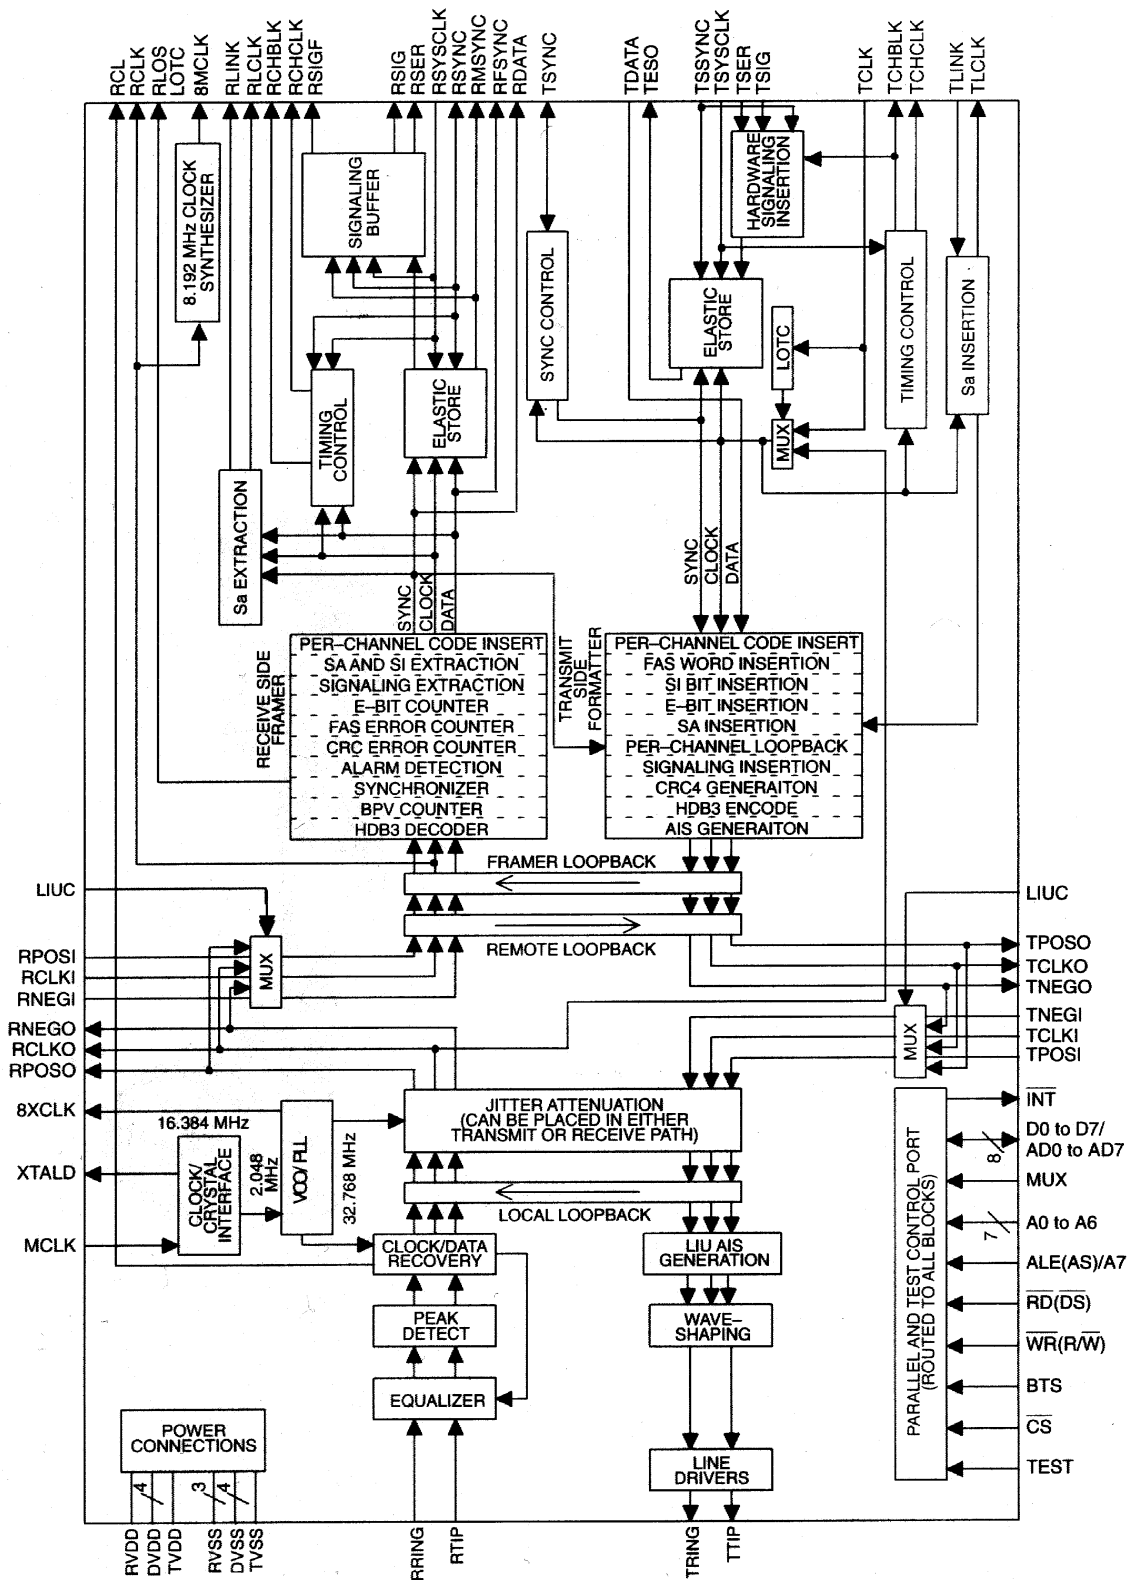 RCL
RCLK
RLOS
LOTC
8MCLK
RLINK
RLCLK
RCHBLK
RCHCLK
RSIGF
RSIG
RSER
RSYSCLK
RSYNC
RMSYNC
RFSYNC
RDATA
TSYNC
TDATA
TESO
TSSYNC
TSYSCLK
TSER
TSIG
TCLK
TCHBLK
TCHCLK
TLINK
TLCLK
8.192 MHz CLOCK
SYNTHESIZER
SIGNALING
BUFFER
SYNC CONTROL
HARDWARE
SIGNALING
INSERTION
ELASTIC
STORE
LOTC
MUX
TIMING CONTROL
Sa INSERTION
TIMING
CONTROL
ELASTIC
STORE
Sa EXTRACTION
SYNC
CLOCK
DATA
SYNC
CLOCK
DATA
RECEIVE SIDE
FRAMER
PER–CHANNEL CODE INSERT
SA AND SI EXTRACTION
SIGNALING EXTRACTION
E–BIT COUNTER
FAS ERROR COUNTER
CRC ERROR COUNTER
ALARM DETECTION
SYNCHRONIZER
BPV COUNTER
HDB3 DECODER
TRANSMIT
SIDE
FORMATTER
PER–CHANNEL CODE INSERT
FAS WORD INSERTION
SI BIT INSERTION
E–BIT INSERTION
SA INSERTION
PER–CHANNEL LOOPBACK
SIGNALING INSERTION
CRC4 GENERAITON
HDB3 ENCODE
AIS GENERAITON
FRAMER LOOPBACK
REMOTE LOOPBACK
LIUC
RPOSI
RCLKI
RNEGI
MUX
RNEGO
RCLKO
RPOSO
8XCLK
XTALD
MCLK
16.384 MHz
CLOCK/
CRYSTAL
INTERFACE
2.048
MHz
VCO/ PLL
32.768 MHz
JITTER ATTENUATION
(CAN BE PLACED IN EITHER
TRANSMIT OR RECEIVE PATH)
LOCAL LOOPBACK
CLOCK/DATA
RECOVERY
PEAK
DETECT
EQUALIZER
LIU AIS
GENERATION
WAVE–
SHAPING
LINE
DRIVERS
LIUC
TPOSO
TCLKO
TNEGO
TNEGI
TCLKI
TPOSI
MUX
PARALLEL AND TEST CONTROL PORT
(ROUTED TO ALL BLOCKS)
INT
8
D0 to D7/
AD0 to AD7
MUX
7
A0 to A6
ALE(AS)/A7
RD(DS)
WR(R/W)
BTS
CS
TEST
POWER
CONNECTIONS
4
3
4
RVDD
DVDD
TVDD
RVSS
DVSS
TVSS
RRING
RTIP
TRING
TTIP